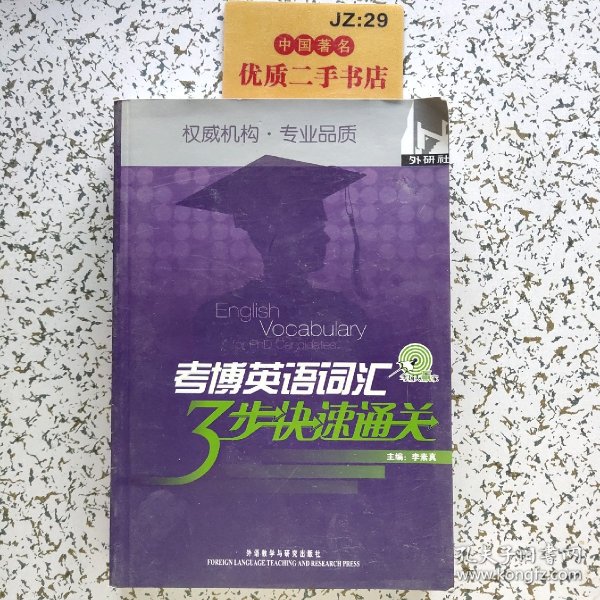 JZ:29
中国著名
优质二手书店
权威机构·专业品质
外研社
English
Vocabulary
for PhD Candidates
考博英语词汇
3步快速通关
主编：李素真
外语教学与研究出版社
FOREIGN LANGUAGE TEACHING AND RESEARCH PRESS
孔夫子旧书网
www.kongfz.com